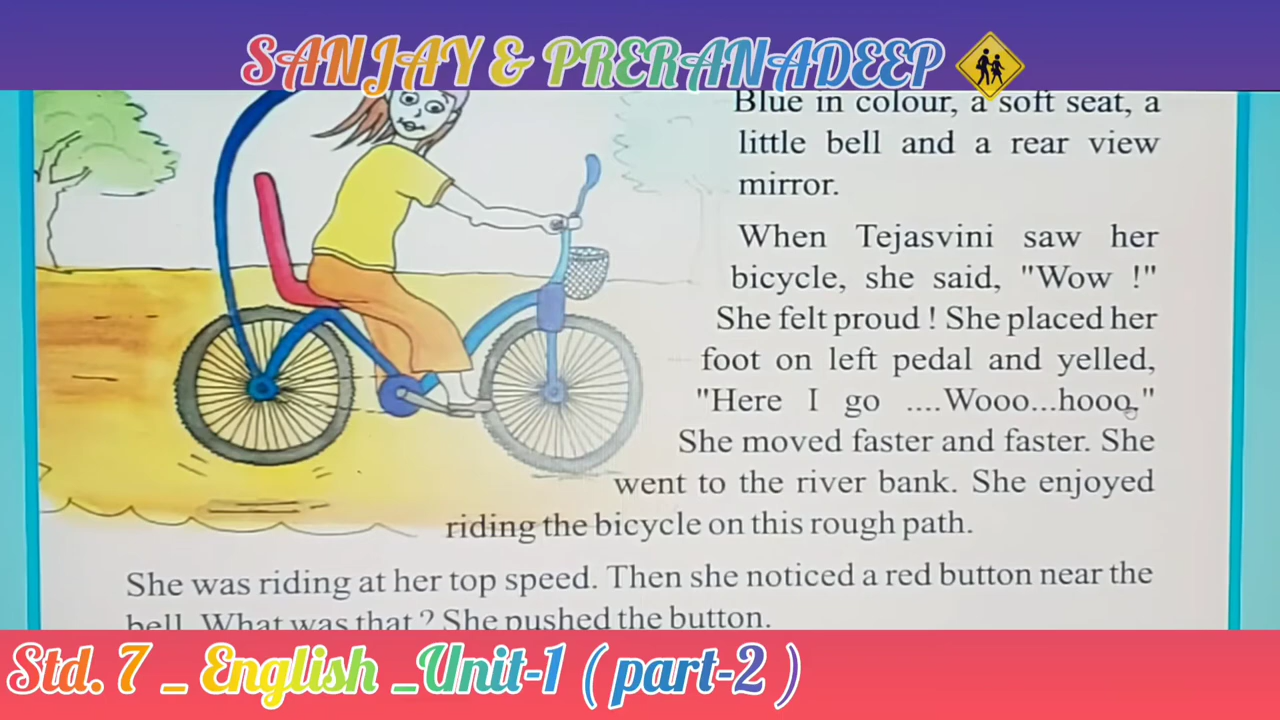 SANJAY & PRERANADEEP
Blue in colour, a soft seat, a
little bell and a rear view
mirror.
When Tejasvini saw her
bicycle, she said, "Wow !"
She felt proud ! She placed her
foot on left pedal and yelled,
"Here I go ....Wooo...hooo."
She moved faster and faster. She
went to the river bank. She enjoyed
riding the bicycle on this rough path.
She was riding at her top speed. Then she noticed a red button near the
bell. What was that ? She pushed the button.
Std. 7 _ English _Unit-1 ( part-2 )